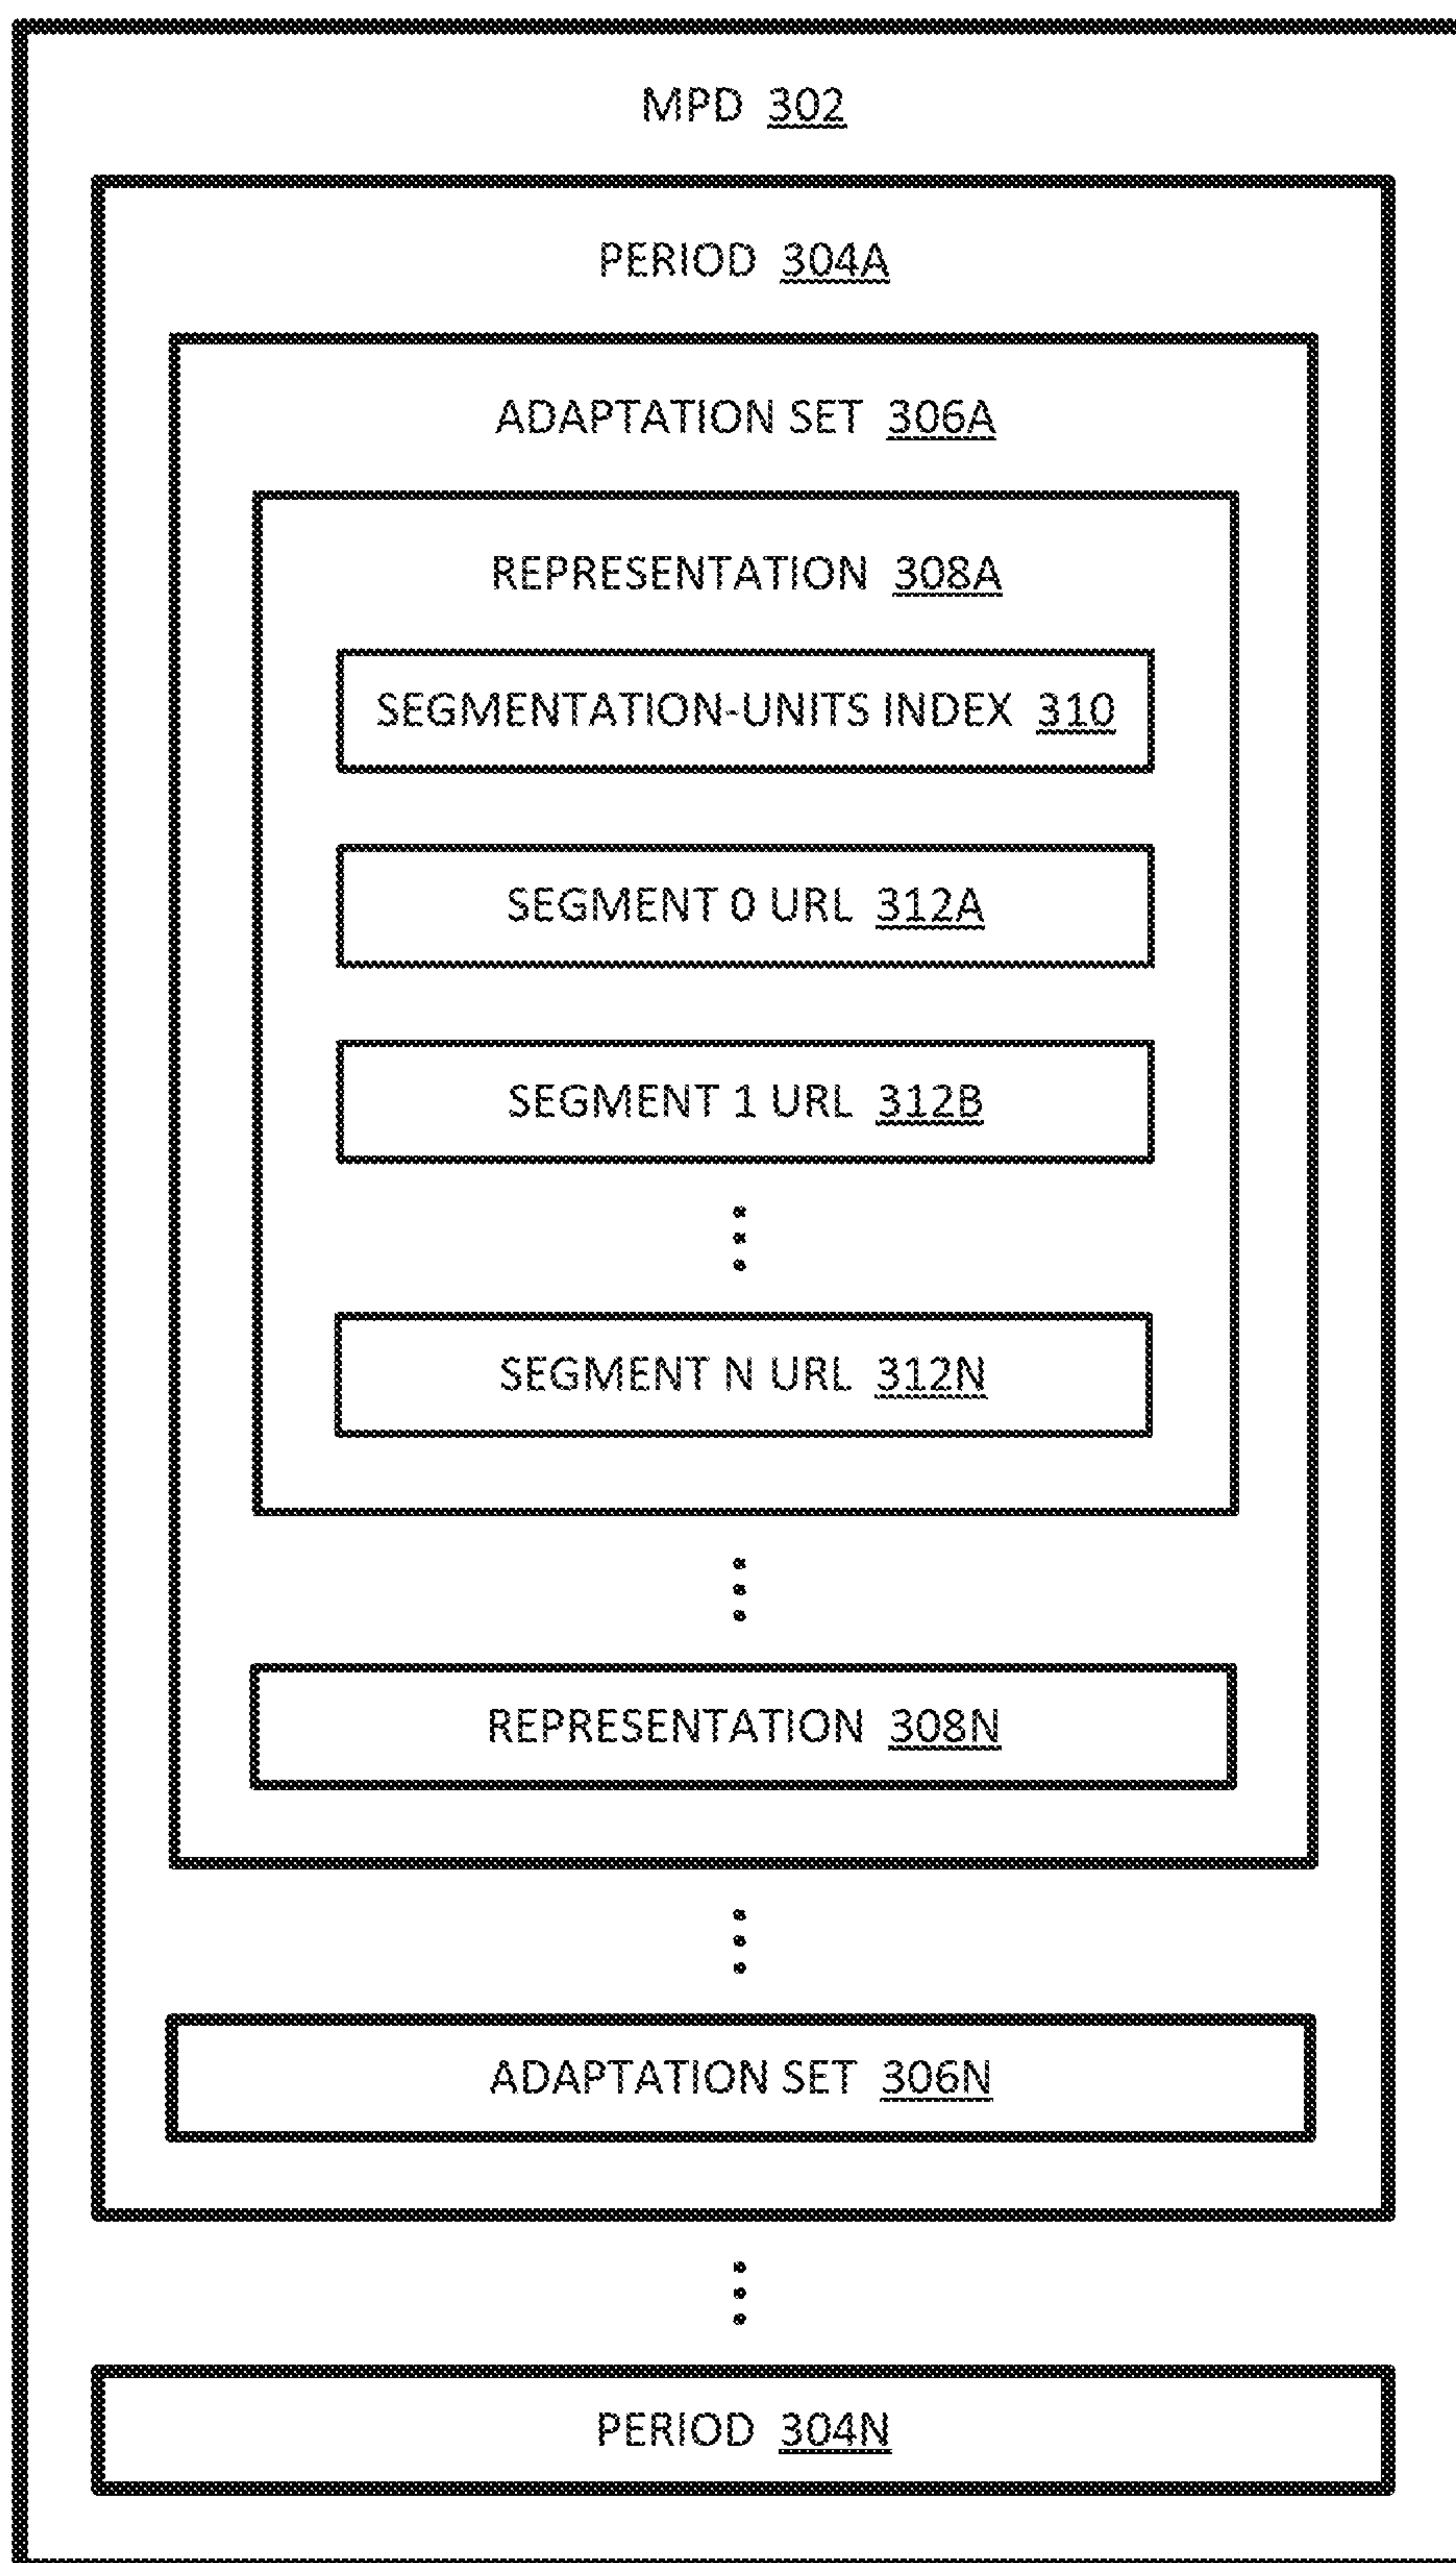 MPD 302
PERIOD 304A
ADAPTATION SET 306A
REPRESENTATION 308A
SEGMENTATION-UNITS INDEX 310
SEGMENT 0 URL 312A
SEGMENT 1 URL 312B
SEGMENT N URL 312N
REPRESENTATION 308N
ADAPTATION SET 306N
PERIOD 304N